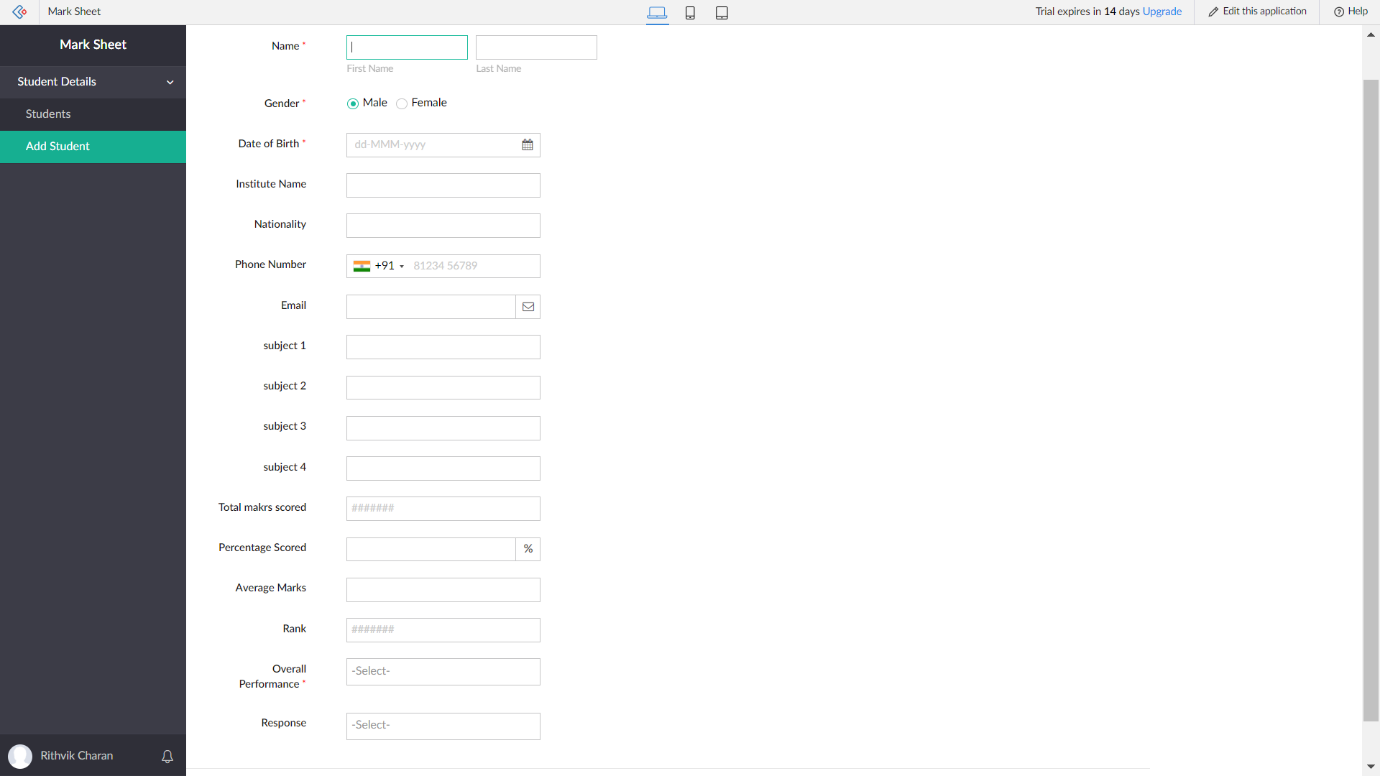 Mark Sheet
Trial expires in 14 days Upgrade
Edit this application
Help
Mark Sheet
Student Details
Students
Add Student
Name *
First Name
Last Name
Gender *
Male
Female
Date of Birth *
dd-MMM-yyyy
Institute Name
Nationality
Phone Number
+91
81234 56789
Email
subject 1
subject 2
subject 3
subject 4
Total makrs scored
#######
Percentage Scored
%
Average Marks
Rank
#######
Overall
Performance *
-Select-
Response
-Select-
Rithvik Charan